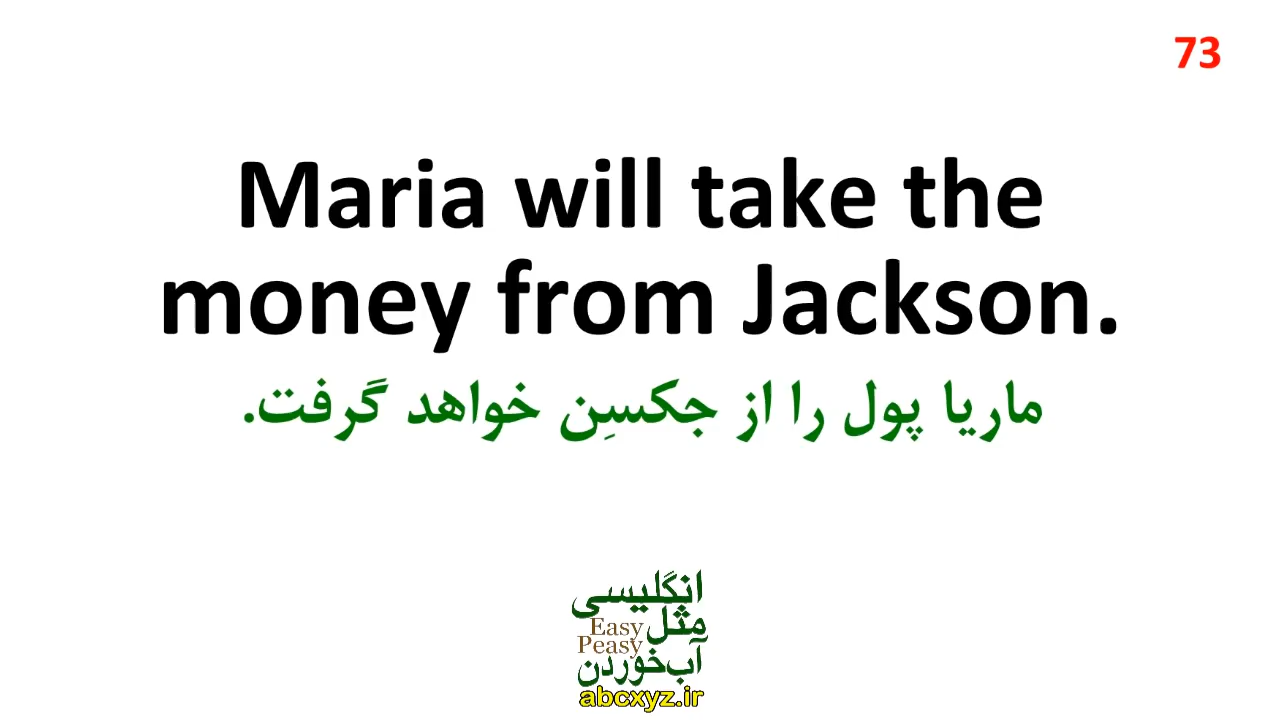 73
Maria will take the
money from Jackson.
ماریا پول را از جکسِن خواهد گرفت.
انگلیسی
مثل
Easy
Peasy
آب‌خوردن
abcxyz.ir